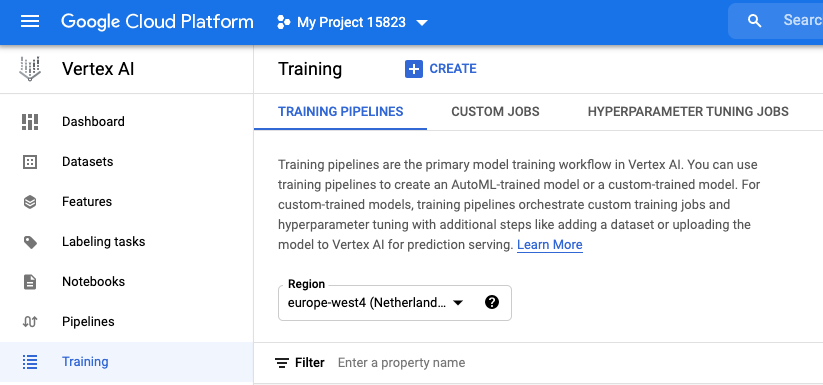 Google Cloud Platform My Project 15823 Searc
Vertex AI
Training CREATE
TRAINING PIPELINES CUSTOM JOBS HYPERPARAMETER TUNING JOBS
Dashboard
Datasets
Features
Labeling tasks
Notebooks
Pipelines
Training
Training pipelines are the primary model training workflow in Vertex AI. You can use
training pipelines to create an AutoML-trained model or a custom-trained model. For
custom-trained models, training pipelines orchestrate custom training jobs and
hyperparameter tuning with additional steps like adding a dataset or uploading the
model to Vertex AI for prediction serving. Learn More
Region
europe-west4 (Netherland...
Filter Enter a property name